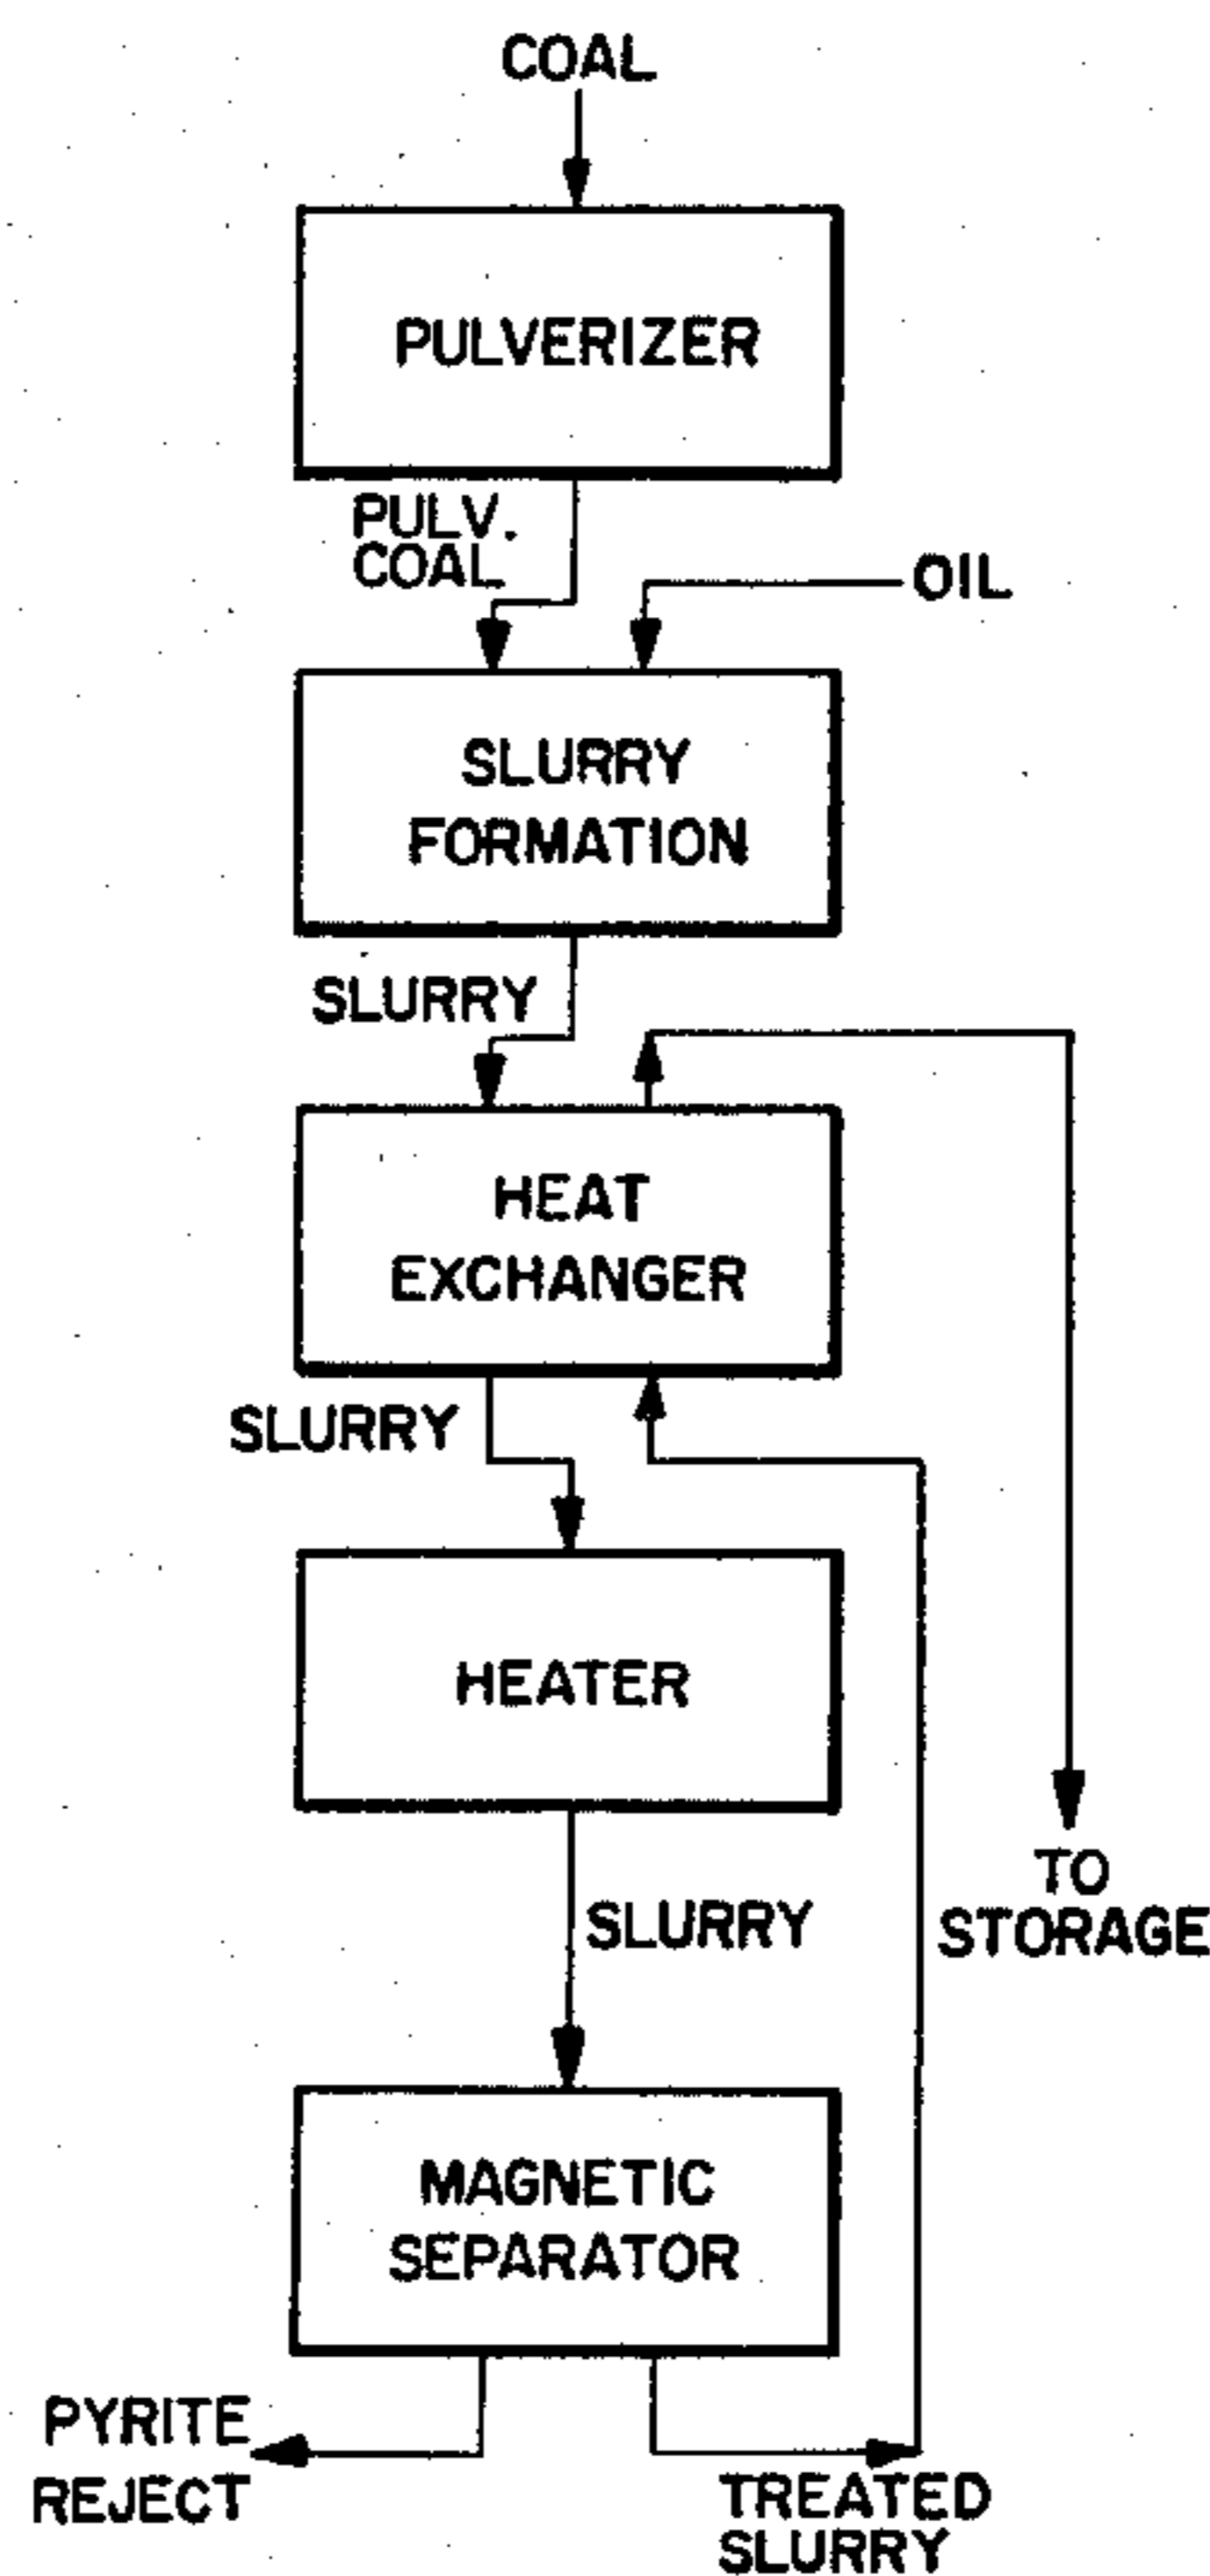 COAL
PULVERIZER
PULV.
COAL
OIL
SLURRY
FORMATION
SLURRY
HEAT
EXCHANGER
SLURRY
HEATER
TO
STORAGE
SLURRY
MAGNETIC
SEPARATOR
PYRITE
REJECT
TREATED
SLURRY